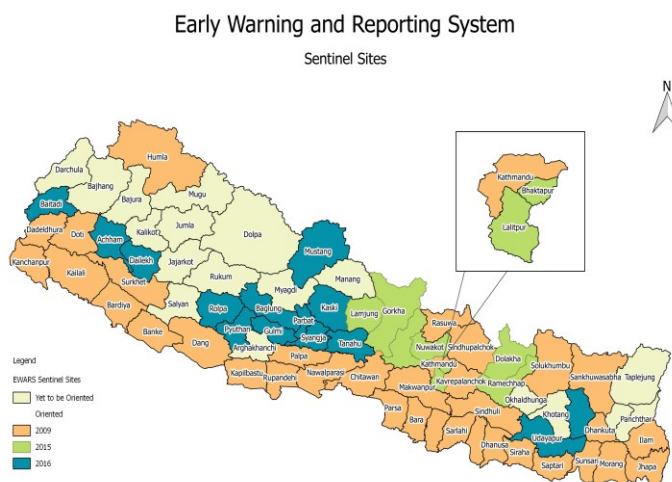 Early Warning and Reporting System
Sentinel Sites
N
Humla
Darchula
Bajhang
Mugu
Bajura
Baitadi
Dolpa
Jumla
Kalikot
Achham
Dadeldhura
Doti
Mustang
Dailekh
Jajarkot
Kanchanpur
Kailali
Rukum
Manang
Surkhet
Myagdi
Salyan
Bardiya
Rolpa
Baglung
Kaski
Lamjung
Gorkha
Rasuwa
Parbat
Banke
Pyuthan
Gulmi
Syangja
Tanahu
Dang
Arghakhanchi
Palpa
Nuwakot
Sindhupalchok
Dolakha
Kathmandu
Kapilbastu
Rupandehi
Nawalparasi
Chitawan
Makwanpur
Kavrepalanchok
Ramechhap
Solukhumbu
Sankhuwasabha
Taplejung
Okhaldhunga
Khotang
Panchthar
Parsa
Bara
Sindhuli
Dhankuta
Udayapur
Ilam
Sarlahi
Dhanusa
Siraha
Saptari
Sunsari
Morang
Jhapa
Kathmandu
Bhaktapur
Lalitpur
Legend
EWARS Sentinel Sites
Yet to be Oriented
Oriented
2009
2015
2016